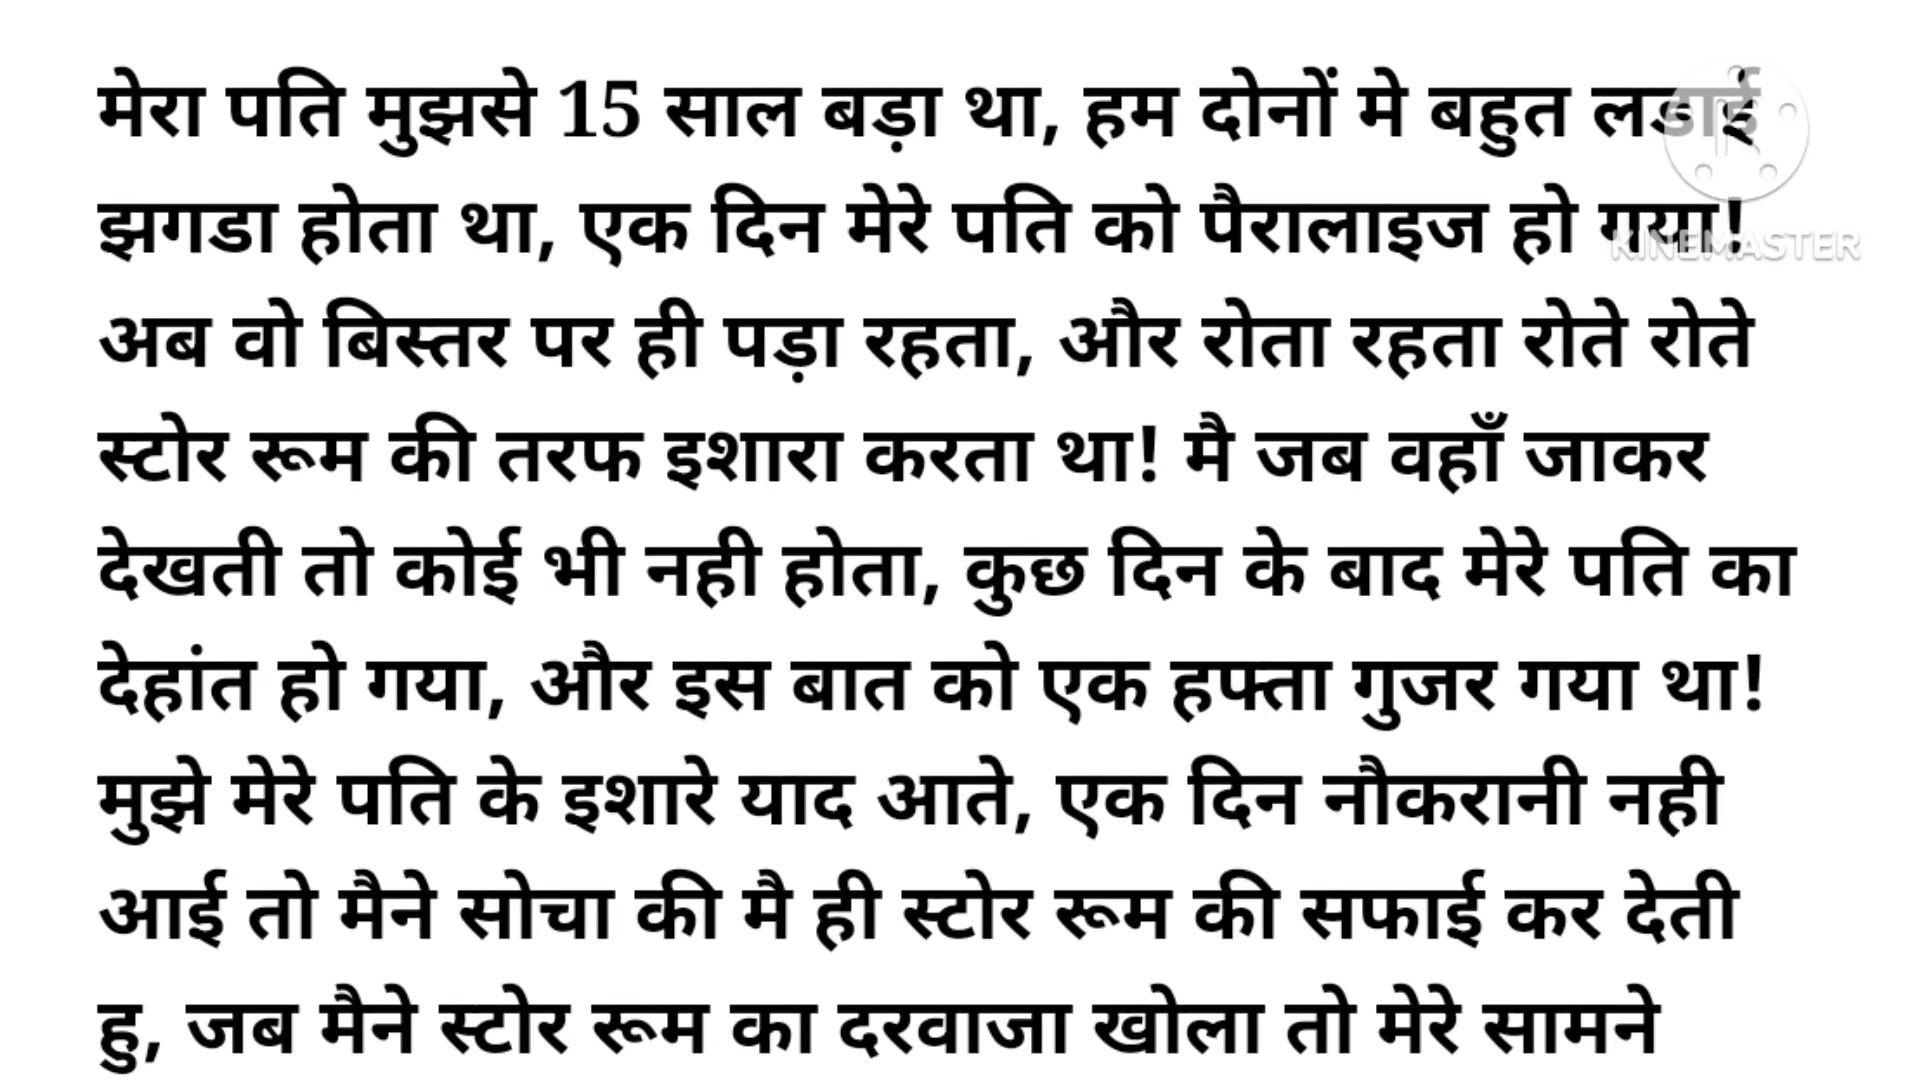 मेरा पति मुझसे 15 साल बड़ा था, हम दोनों मे बहुत लडाई
झगडा होता था, एक दिन मेरे पति को पैरालाइज हो गया!
KINEMASTER
अब वो बिस्तर पर ही पड़ा रहता, और रोता रहता रोते रोते
स्टोर रूम की तरफ इशारा करता था! मै जब वहाँ जाकर
देखती तो कोई भी नही होता, कुछ दिन के बाद मेरे पति का
देहांत हो गया, और इस बात को एक हफ्ता गुजर गया था!
मुझे मेरे पति के इशारे याद आते, एक दिन नौकरानी नही
आई तो मैने सोचा की मै ही स्टोर रूम की सफाई कर देती
हु, जब मैने स्टोर रूम का दरवाजा खोला तो मेरे सामने